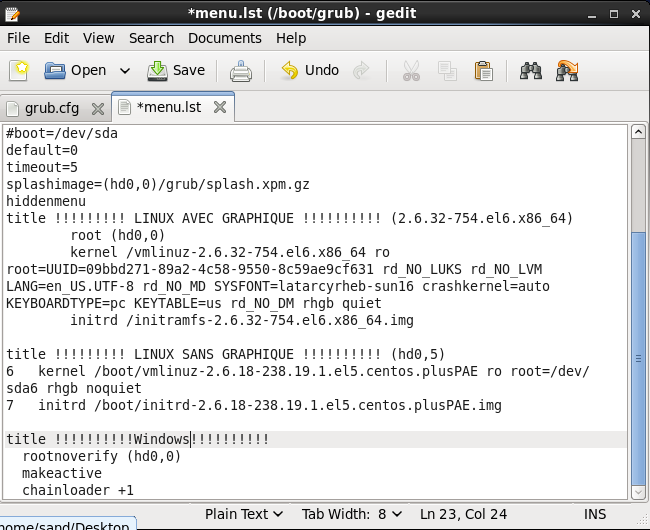 *menu.lst (/boot/grub) - gedit
File Edit View Search Documents Help
Open Save Undo
grub.cfg *menu.lst
#boot=/dev/sda
default=0
timeout=5
splashimage=(hd0,0)/grub/splash.xpm.gz
hiddenmenu
title !!!!!!!!! LINUX AVEC GRAPHIQUE !!!!!!!!!! (2.6.32-754.el6.x86_64)
root (hd0,0)
kernel /vmlinuz-2.6.32-754.el6.x86_64 ro
root=UUID=09bbd271-89a2-4c58-9550-8c59ae9cf631 rd_NO_LUKS rd_NO_LVM
LANG=en_US.UTF-8 rd_NO_MD SYSFONT=latarcyrheb-sun16 crashkernel=auto
KEYBOARDTYPE=pc KEYTABLE=us rd_NO_DM rhgb quiet
initrd /initramfs-2.6.32-754.el6.x86_64.img
title !!!!!!!!! LINUX SANS GRAPHIQUE !!!!!!!!!! (hd0,5)
6 kernel /boot/vmlinuz-2.6.18-238.19.1.el5.centos.plusPAE ro root=/dev/
sda6 rhgb noquiet
7 initrd /boot/initrd-2.6.18-238.19.1.el5.centos.plusPAE.img
title !!!!!!!!!!Windows!!!!!!!!!!
rootnoverify (hd0,0)
makeactive
chainloader +1
Plain Text Tab Width: 8 Ln 23, Col 24 INS
home/sand/Desktop